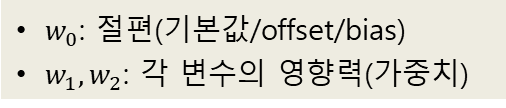 • w₀: 절편(기본값/offset/bias)
• w₁, w₂: 각 변수의 영향력(가중치)